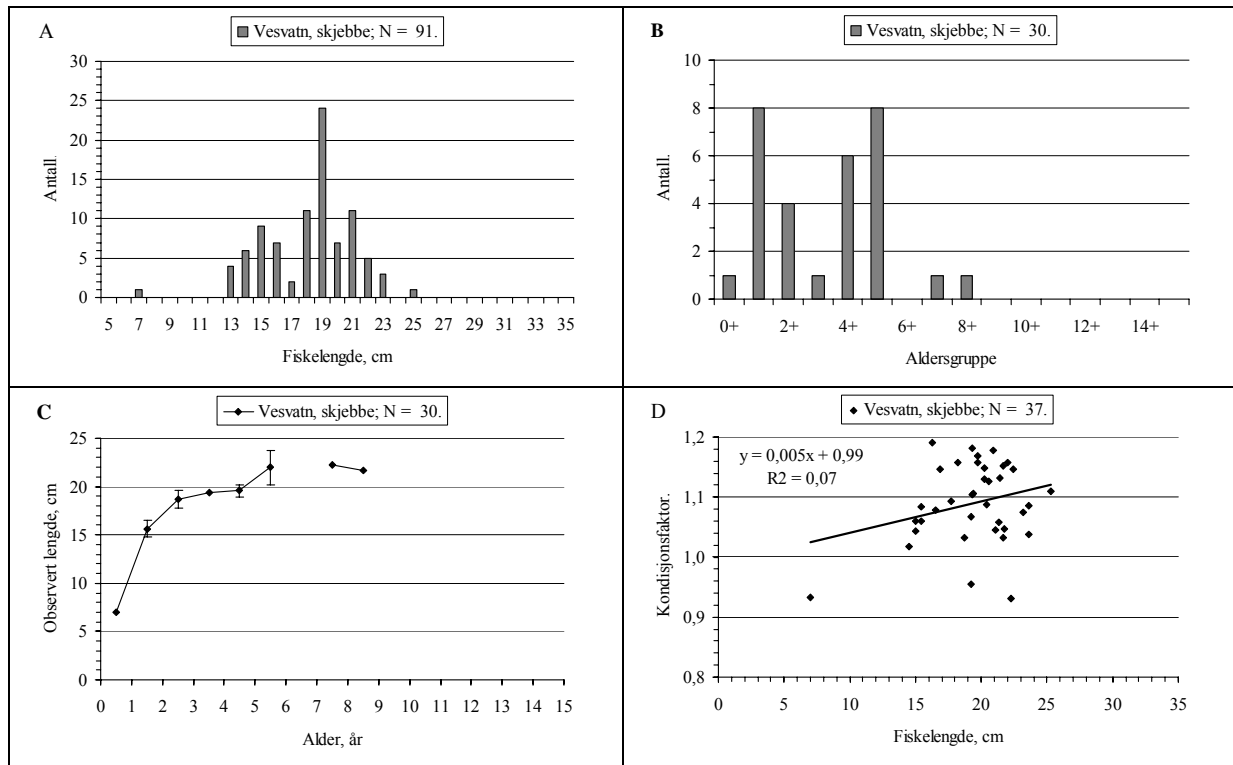 A
Vesvatn, skjebbe; N = 91.
30
25
20
15
10
5
0
Antall.
5 7 9 11 13 15 17 19 21 23 25 27 29 31 33 35
Fiskelengde, cm
B
Vesvatn, skjebbe; N = 30.
10
8
6
4
2
0
Antall.
0+ 2+ 4+ 6+ 8+ 10+ 12+ 14+
Aldersgruppe
C
Vesvatn, skjebbe; N = 30.
25
20
15
10
5
0
Observert lengde, cm
0 1 2 3 4 5 6 7 8 9 10 11 12 13 14 15
Alder, år
D
Vesvatn, skjebbe; N = 37.
1,2
1,1
1,0
0,9
0,8
Kondisjonsfaktor.
y = 0,005x + 0,99
R2 = 0,07
0 5 10 15 20 25 30 35
Fiskelengde, cm